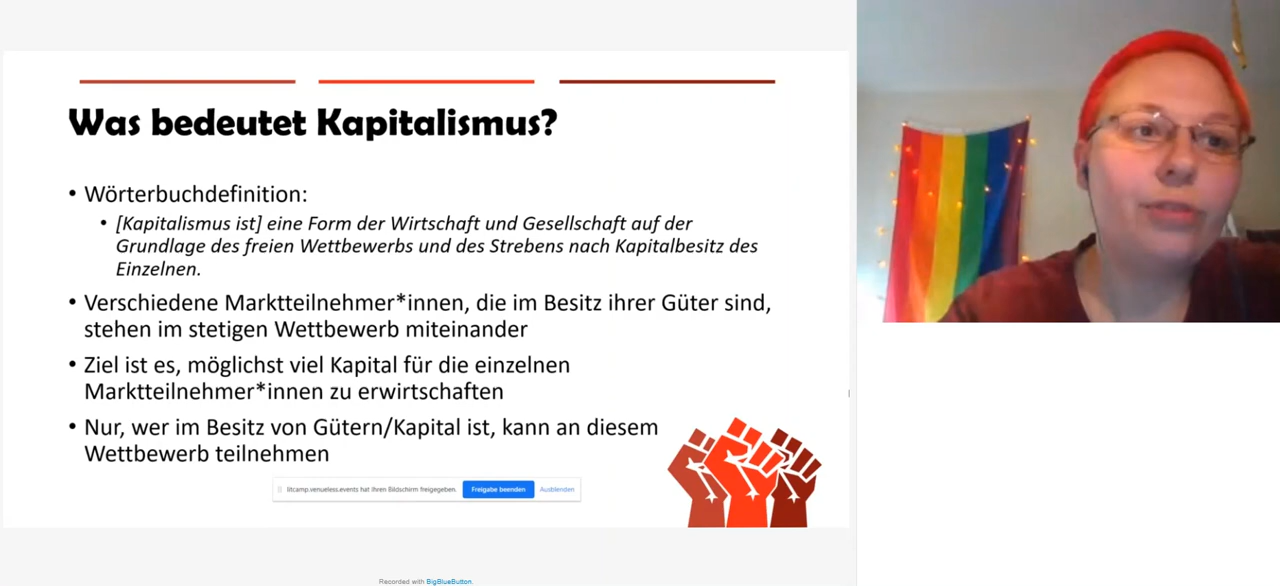 Was bedeutet Kapitalismus?
• Wörterbuchdefinition:
• [Kapitalismus ist] eine Form der Wirtschaft und Gesellschaft auf der
Grundlage des freien Wettbewerbs und des Strebens nach Kapitalbesitz des
Einzelnen.
• Verschiedene Marktteilnehmer*innen, die im Besitz ihrer Güter sind,
stehen im stetigen Wettbewerb miteinander
• Ziel ist es, möglichst viel Kapital für die einzelnen
Marktteilnehmer*innen zu erwirtschaften
• Nur, wer im Besitz von Gütern/Kapital ist, kann an diesem
Wettbewerb teilnehmen
litcamp.venueless.events hat Ihren Bildschirm freigegeben. Freigabe beenden Ausblenden
Recorded with BigBlueButton.